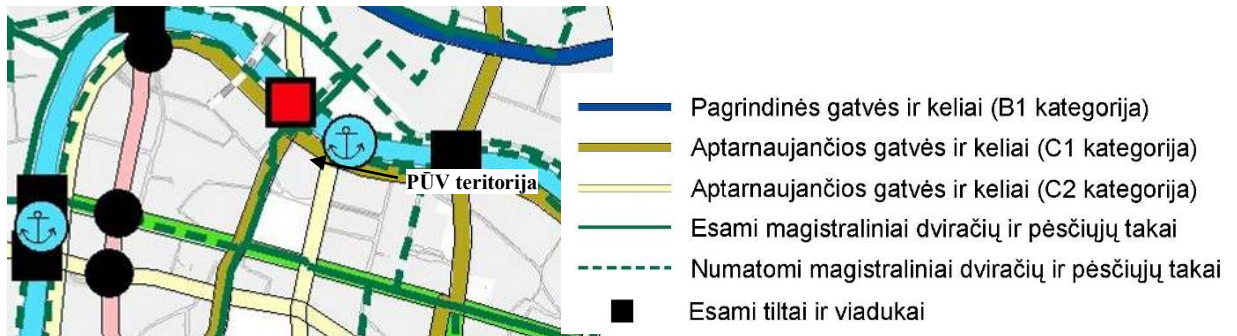 PŪV teritorija
Pagrindinės gatvės ir keliai (B1 kategorija)
Aptarnaujančios gatvės ir keliai (C1 kategorija)
Aptarnaujančios gatvės ir keliai (C2 kategorija)
Esami magistraliniai dviračių ir pėsčiųjų takai
Numatomi magistraliniai dviračių ir pėsčiųjų takai
Esami tiltai ir viadukai